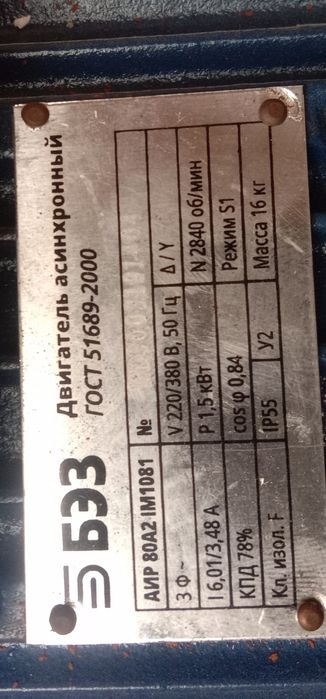 БЭЗ
Двигатель асинхронный
ГОСТ 51689-2000
АИР 80А2 IM1081 №
3 Ф ~ V 220/380 В, 50 Гц Δ / Y
I 6,01/3,48 А P 1,5 кВт N 2840 об/мин
КПД 78% cos φ 0,84 Режим S1
Кл. изол. F IP55 У2 Масса 16 кг